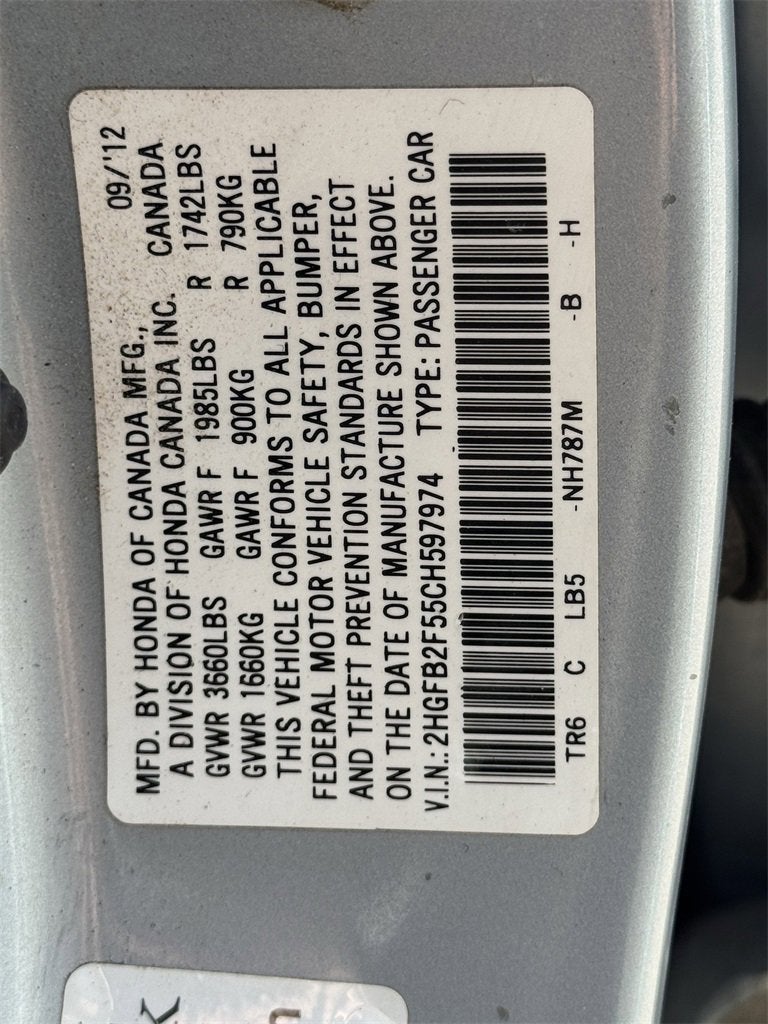 MFD. BY HONDA OF CANADA MFG., 09/'12
A DIVISION OF HONDA CANADA INC. CANADA
GVWR 3660LBS GAWR F 1985LBS R 1742LBS
GVWR 1660KG GAWR F 900KG R 790KG
THIS VEHICLE CONFORMS TO ALL APPLICABLE
FEDERAL MOTOR VEHICLE SAFETY, BUMPER,
AND THEFT PREVENTION STANDARDS IN EFFECT
ON THE DATE OF MANUFACTURE SHOWN ABOVE.
V.I.N.: 2HGFB2F55CH597974 TYPE: PASSENGER CAR
TR6 C LB5 -NH787M -B -H